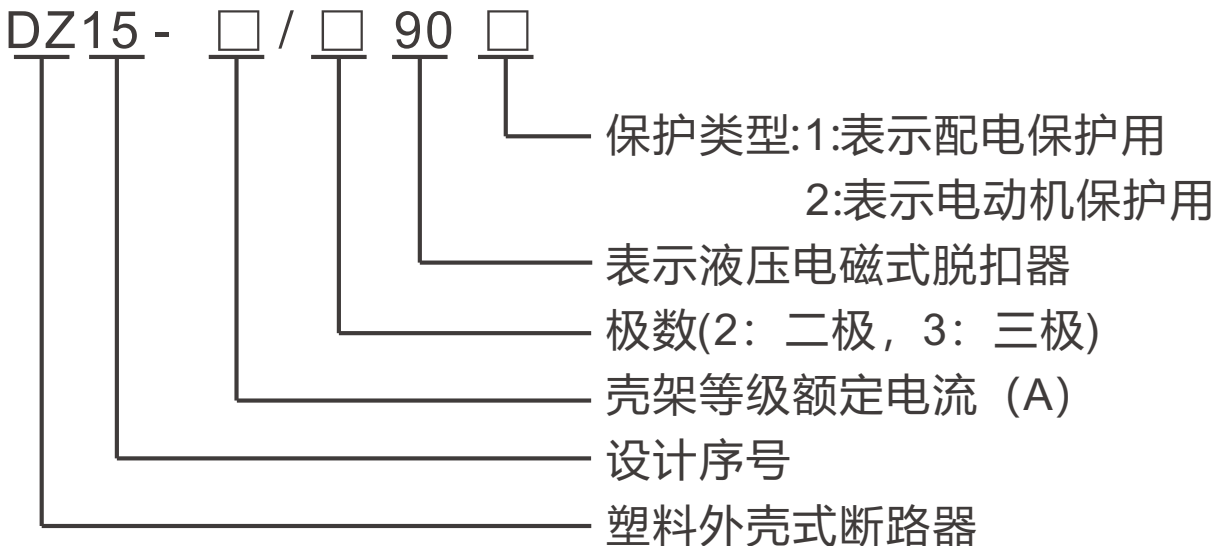 DZ15 - □ / □ 90 □
保护类型:1:表示配电保护用
2:表示电动机保护用
表示液压电磁式脱扣器
极数(2：二极，3：三极)
壳架等级额定电流（A）
设计序号
塑料外壳式断路器